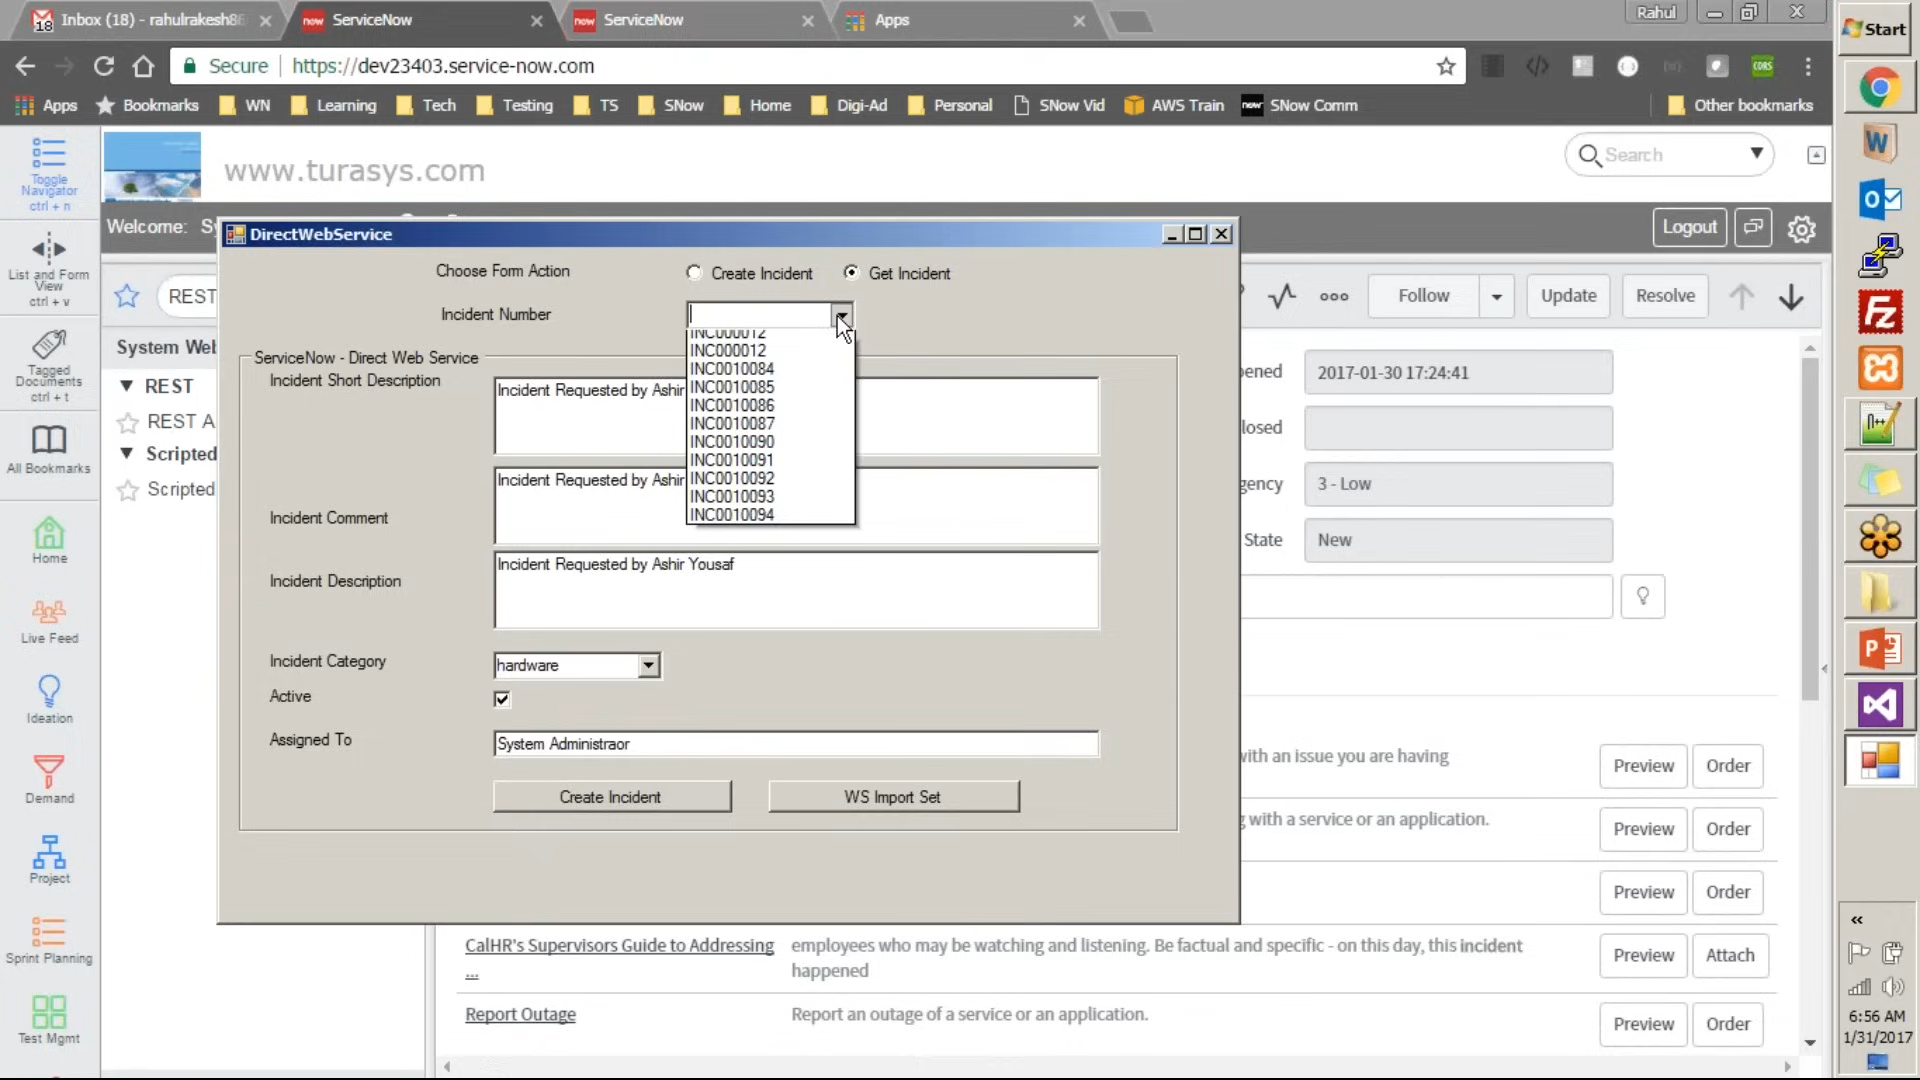 Inbox (18) - rahulrakesh86
ServiceNow
ServiceNow
Apps
Rahul
Start
Secure
https://dev23403.service-now.com
Apps
Bookmarks
WN
Learning
Tech
Testing
TS
SNow
Home
Digi-Ad
Personal
SNow Vid
AWS Train
SNow Comm
Other bookmarks
Toggle
Navigator
ctrl + n
www.turasys.com
Search
Welcome: Sy
Logout
DirectWebService
List and Form
View
ctrl + v
REST
Follow
Update
Resolve
Choose Form Action
Create Incident
Get Incident
Incident Number
INC000012
INC000012
INC0010084
INC0010085
INC0010086
INC0010087
INC0010090
INC0010091
INC0010092
INC0010093
INC0010094
ServiceNow - Direct Web Service
Incident Short Description
Incident Requested by Ashir
Incident Comment
Incident Requested by Ashir
Incident Description
Incident Requested by Ashir Yousaf
Incident Category
hardware
Active
Assigned To
System Administraor
Create Incident
WS Import Set
Tagged
Documents
ctrl + t
All Bookmarks
Home
Live Feed
Ideation
Demand
Project
Sprint Planning
Test Mgmt
System Wel
REST
REST A
Scripted
Scripted
ened
2017-01-30 17:24:41
losed
gency
3 - Low
State
New
with an issue you are having
Preview
Order
g with a service or an application.
Preview
Order
Preview
Order
CalHR's Supervisors Guide to Addressing
...
employees who may be watching and listening. Be factual and specific - on this day, this incident
happened
Preview
Attach
Report Outage
Report an outage of a service or an application.
Preview
Order
6:56 AM
1/31/2017